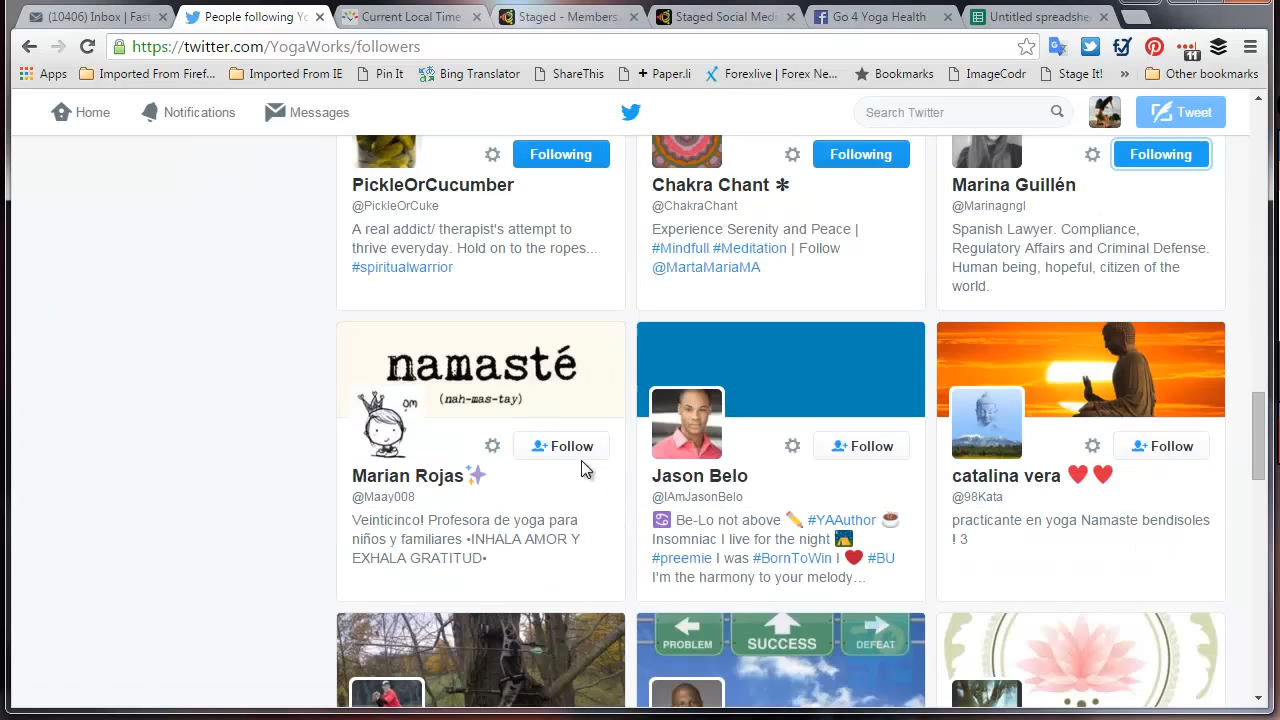 (10406) Inbox | Fast
People following Yo
Current Local Time
Staged - Members
Staged Social Med
Go 4 Yoga Health
Untitled spreadshe
https://twitter.com/YogaWorks/followers
11
Apps
Imported From Firef...
Imported From IE
Pin It
Bing Translator
ShareThis
+ Paper.li
Forexlive | Forex Ne...
Bookmarks
ImageCodr
Stage It!
»
Other bookmarks
Home
Notifications
Messages
Search Twitter
Tweet
Following
PickleOrCucumber
@PickleOrCuke
A real addict/ therapist's attempt to
thrive everyday. Hold on to the ropes...
#spiritualwarrior
Following
Chakra Chant ✻
@ChakraChant
Experience Serenity and Peace |
#Mindfull #Meditation | Follow
@MartaMariaMA
Following
Marina Guillén
@Marinagngl
Spanish Lawyer. Compliance,
Regulatory Affairs and Criminal Defense.
Human being, hopeful, citizen of the
world.
namasté
(nah-mas-tay)
om
Follow
Marian Rojas✨
@Maay008
Veinticinco! Profesora de yoga para
niños y familiares •INHALA AMOR Y
EXHALA GRATITUD•
Follow
Jason Belo
@IAmJasonBelo
♋ Be-Lo not above ✏️ #YAAuthor ☕
Insomniac I live for the night 🏕
#preemie I was #BornToWin I ❤️ #BU
I'm the harmony to your melody…
Follow
catalina vera ♥️♥️
@98Kata
practicante en yoga Namaste bendisoles
! 3
PROBLEM
SUCCESS
DEFEAT